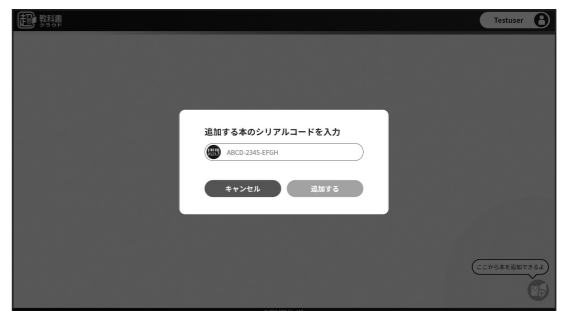 超 教科書
クラウド
Testuser
追加する本のシリアルコードを入力
ABCD-2345-EFGH
キャンセル
追加する
ここから本を追加できるよ